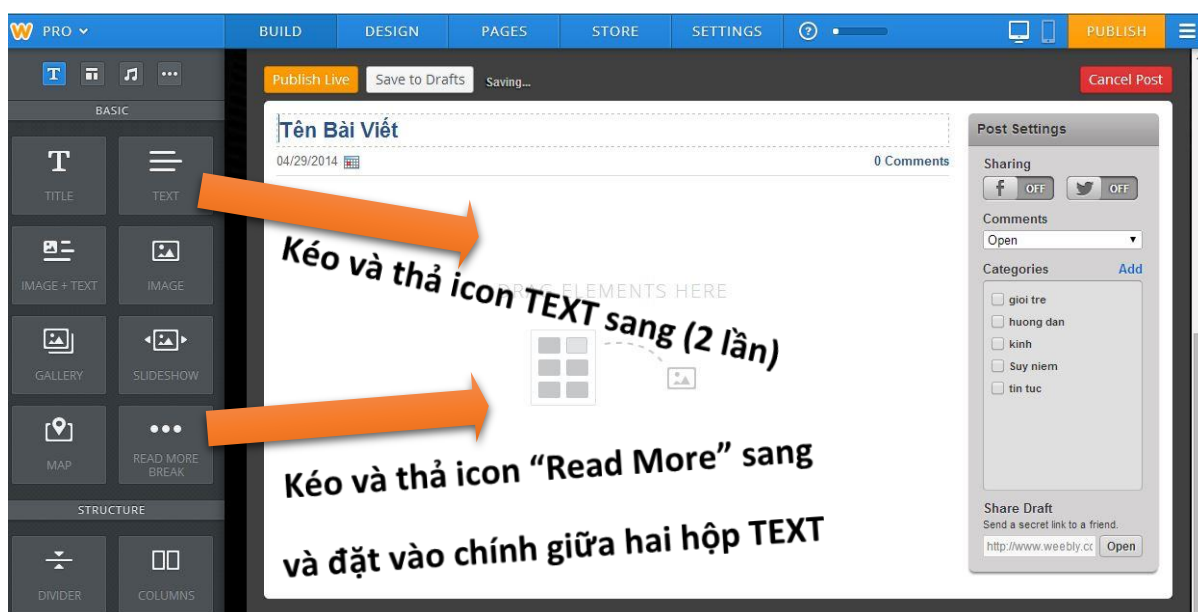 PRO
BUILD
DESIGN
PAGES
STORE
SETTINGS
?
PUBLISH
BASIC
TITLE
TEXT
IMAGE + TEXT
IMAGE
GALLERY
SLIDESHOW
MAP
READ MORE
BREAK
STRUCTURE
DIVIDER
COLUMNS
Publish Live
Save to Drafts
Saving...
Cancel Post
Tên Bài Viết
04/29/2014
0 Comments
Kéo và thả icon TEXT sang (2 lần)
DRAG ELEMENTS HERE
Kéo và thả icon “Read More” sang
và đặt vào chính giữa hai hộp TEXT
Post Settings
Sharing
OFF
OFF
Comments
Open
Categories Add
gioi tre
huong dan
kinh
Suy niem
tin tuc
Share Draft
Send a secret link to a friend.
http://www.weebly.cc Open